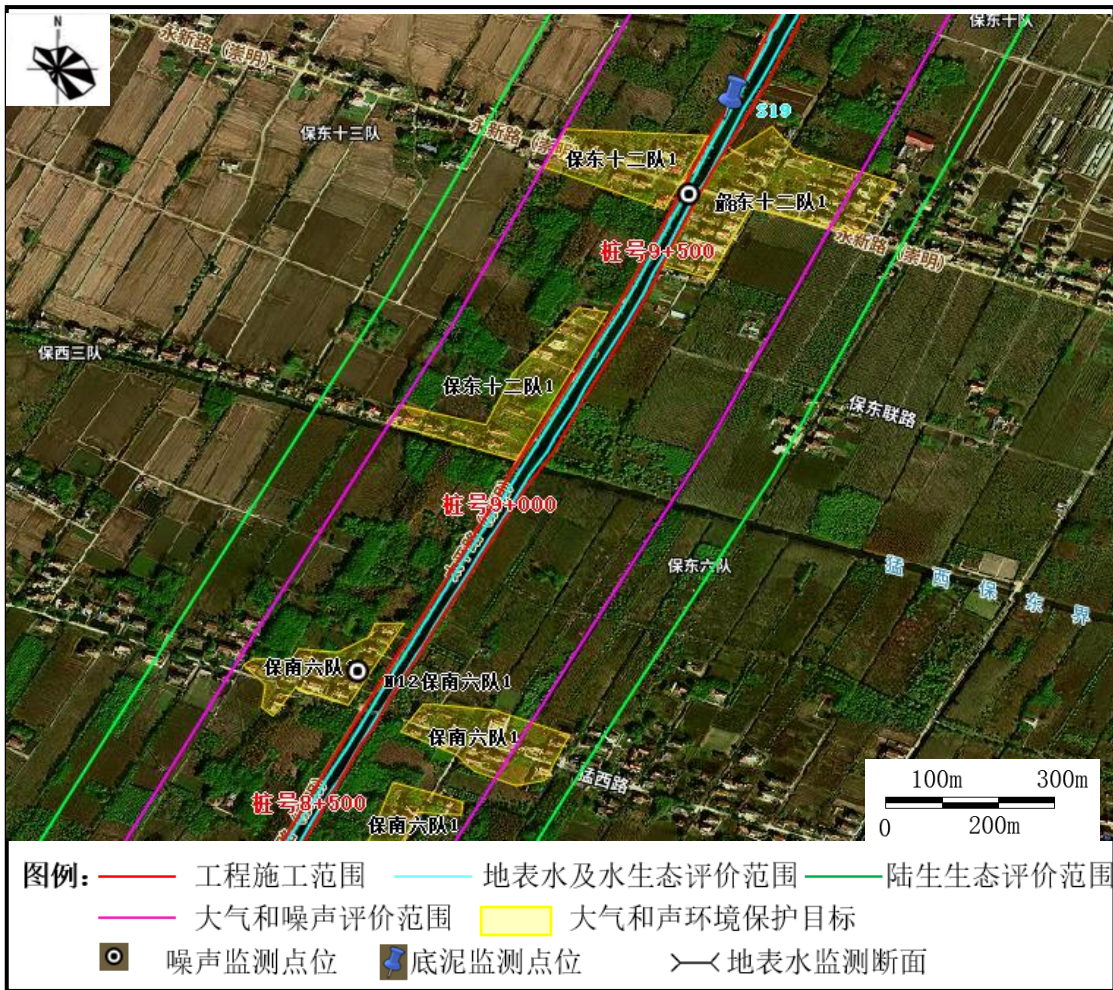 N
保东十队
永新路(崇明)
S19
保东十三队
永新路(崇明)
保东十二队1
保东十二队1
永新路(崇明)
桩号9+500
保西三队
保东十二队1
保东联路
桩号9+000
保东六队
猛西保东界
保南六队
N12保南六队1
保南六队1
猛西路
桩号8+500
保南六队1
100m 300m
0 200m
图例: 工程施工范围 地表水及水生态评价范围 陆生生态评价范围
大气和噪声评价范围 大气和声环境保护目标
噪声监测点位 底泥监测点位 地表水监测断面